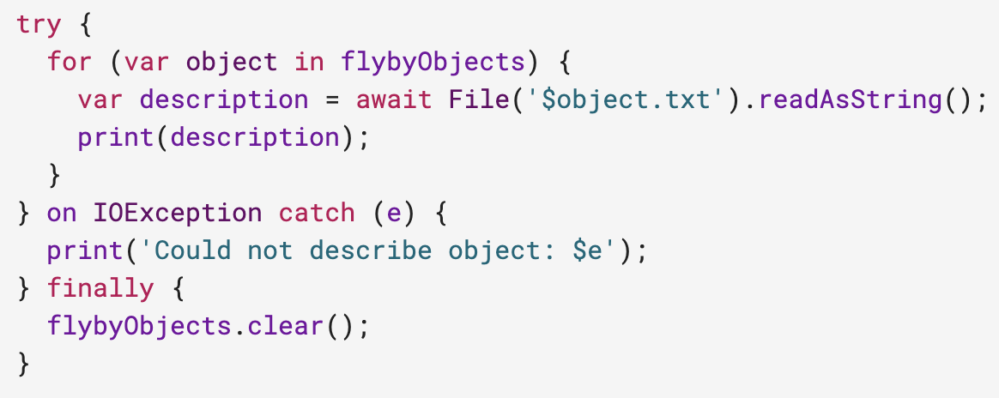 try {
  for (var object in flybyObjects) {
    var description = await File('$object.txt').readAsString();
    print(description);
  }
} on IOException catch (e) {
  print('Could not describe object: $e');
} finally {
  flybyObjects.clear();
}